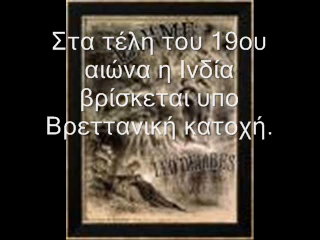 Στα τέλη του 19ου
αιώνα η Ινδία
βρίσκεται υπο
Βρεττανική κατοχή.